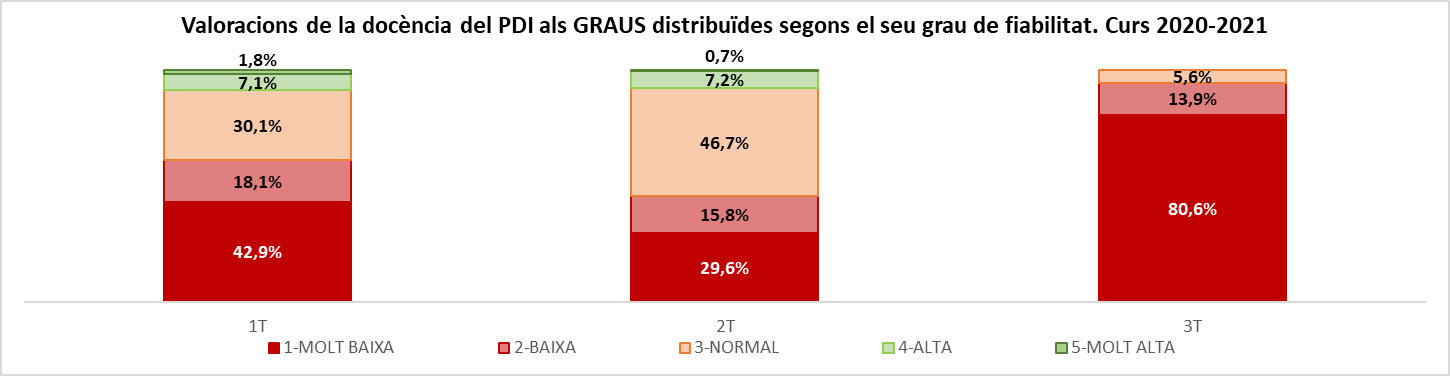 Valoracions de la docència del PDI als GRAUS distribuïdes segons el seu grau de fiabilitat. Curs 2020-2021
1,8%
7,1%
30,1%
18,1%
42,9%
0,7%
7,2%
46,7%
15,8%
29,6%
5,6%
13,9%
80,6%
1T
2T
3T
1-MOLT BAIXA
2-BAIXA
3-NORMAL
4-ALTA
5-MOLT ALTA